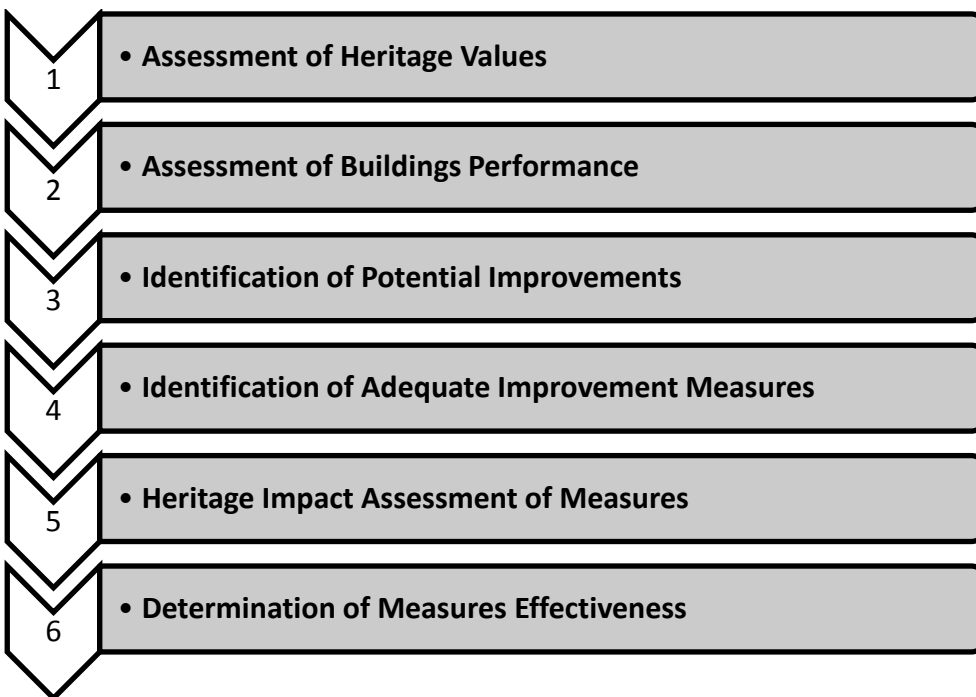 1 • Assessment of Heritage Values
2 • Assessment of Buildings Performance
3 • Identification of Potential Improvements
4 • Identification of Adequate Improvement Measures
5 • Heritage Impact Assessment of Measures
6 • Determination of Measures Effectiveness